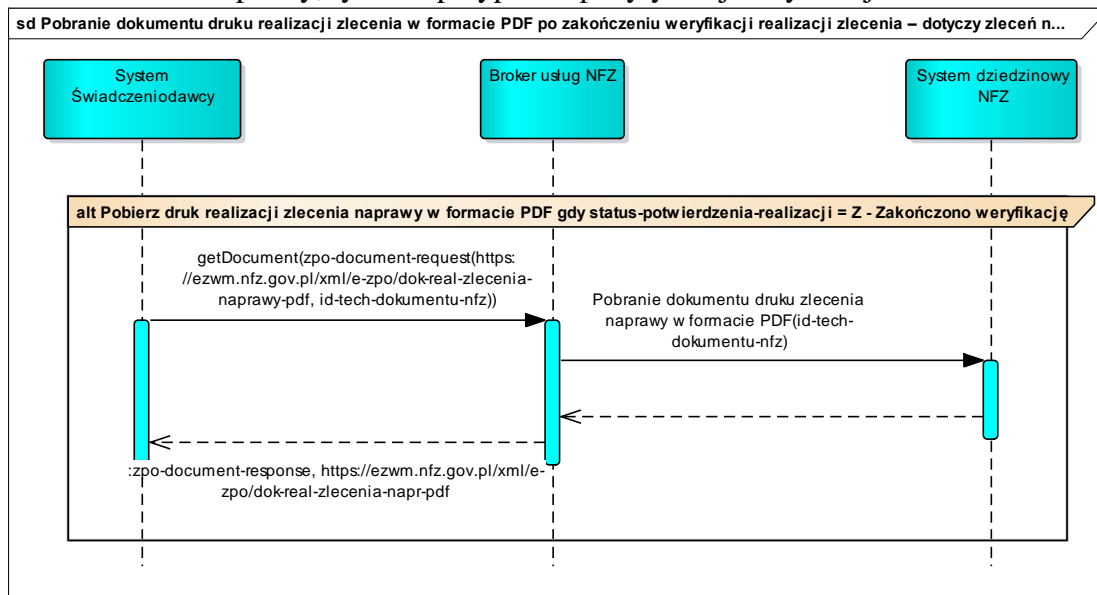 sd Pobranie dokumentu druku realizacji zlecenia w formacie PDF po zakończeniu weryfikacji realizacji zlecenia – dotyczy zleceń n...
System
Świadczeniodawcy
Broker usług NFZ
System dziedzinowy
NFZ
alt Pobierz druk realizacji zlecenia naprawy w formacie PDF gdy status-potwierdzenia-realizacji = Z - Zakończono weryfikację
getDocument(zpo-document-request(https:
//ezwm.nfz.gov.pl/xml/e-zpo/dok-real-zlecenia-
naprawy-pdf, id-tech-dokumentu-nfz))
Pobranie dokumentu druku zlecenia
naprawy w formacie PDF(id-tech-
dokumentu-nfz)
:zpo-document-response, https://ezwm.nfz.gov.pl/xml/e-
zpo/dok-real-zlecenia-napr-pdf